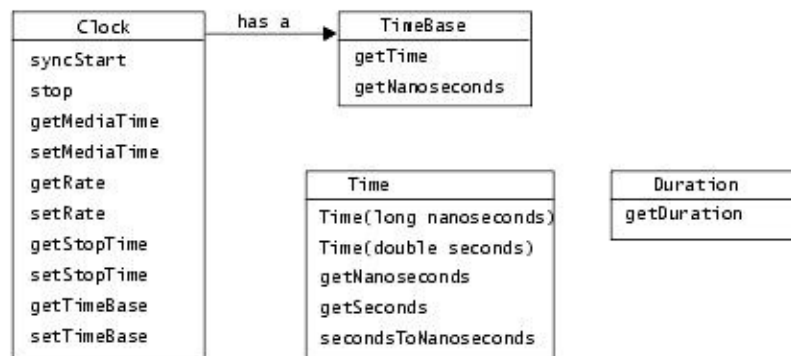 Clock
syncStart
stop
getMediaTime
setMediaTime
getRate
setRate
getStopTime
setStopTime
getTimeBase
setTimeBase
has a
TimeBase
getTime
getNanoseconds
Time
Time(long nanoseconds)
Time(double seconds)
getNanoseconds
getSeconds
secondsToNanoseconds
Duration
getDuration